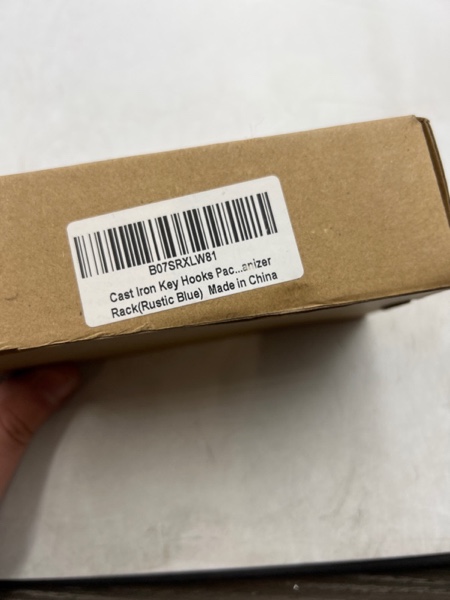 B07SRXLW81
Cast Iron Key Hooks Pac...anizer
Rack(Rustic Blue) Made in China